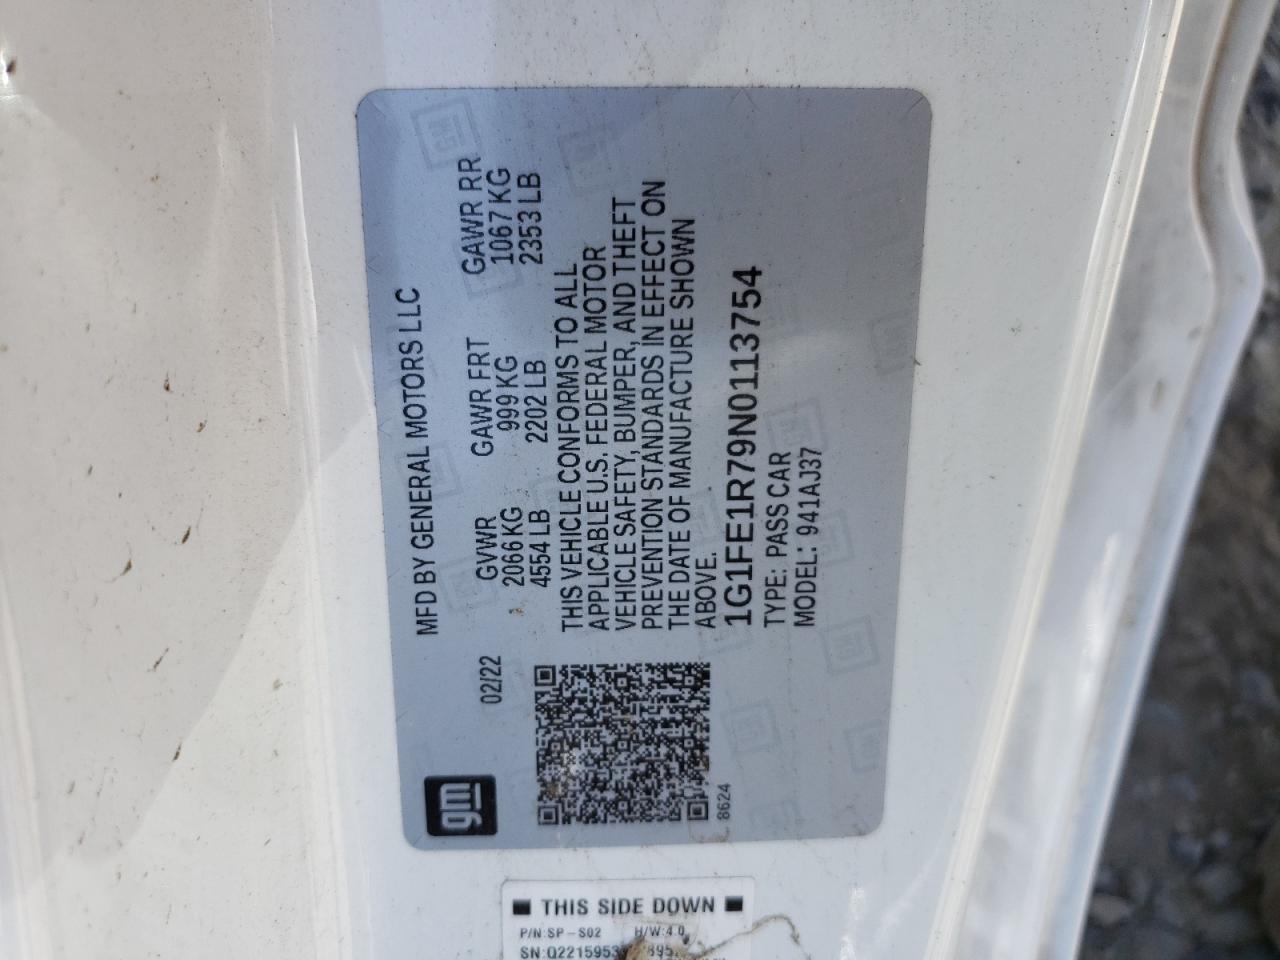 gm
MFD BY GENERAL MOTORS LLC
02/22
GVWR GAWR FRT GAWR RR
2066 KG 999 KG 1067 KG
4554 LB 2202 LB 2353 LB
THIS VEHICLE CONFORMS TO ALL
APPLICABLE U.S. FEDERAL MOTOR
VEHICLE SAFETY, BUMPER, AND THEFT
PREVENTION STANDARDS IN EFFECT ON
THE DATE OF MANUFACTURE SHOWN
ABOVE.
1G1FE1R79N0113754
TYPE: PASS CAR
MODEL: 941AJ37
8624
THIS SIDE DOWN
P/N:SP-S02 H/W:4.0